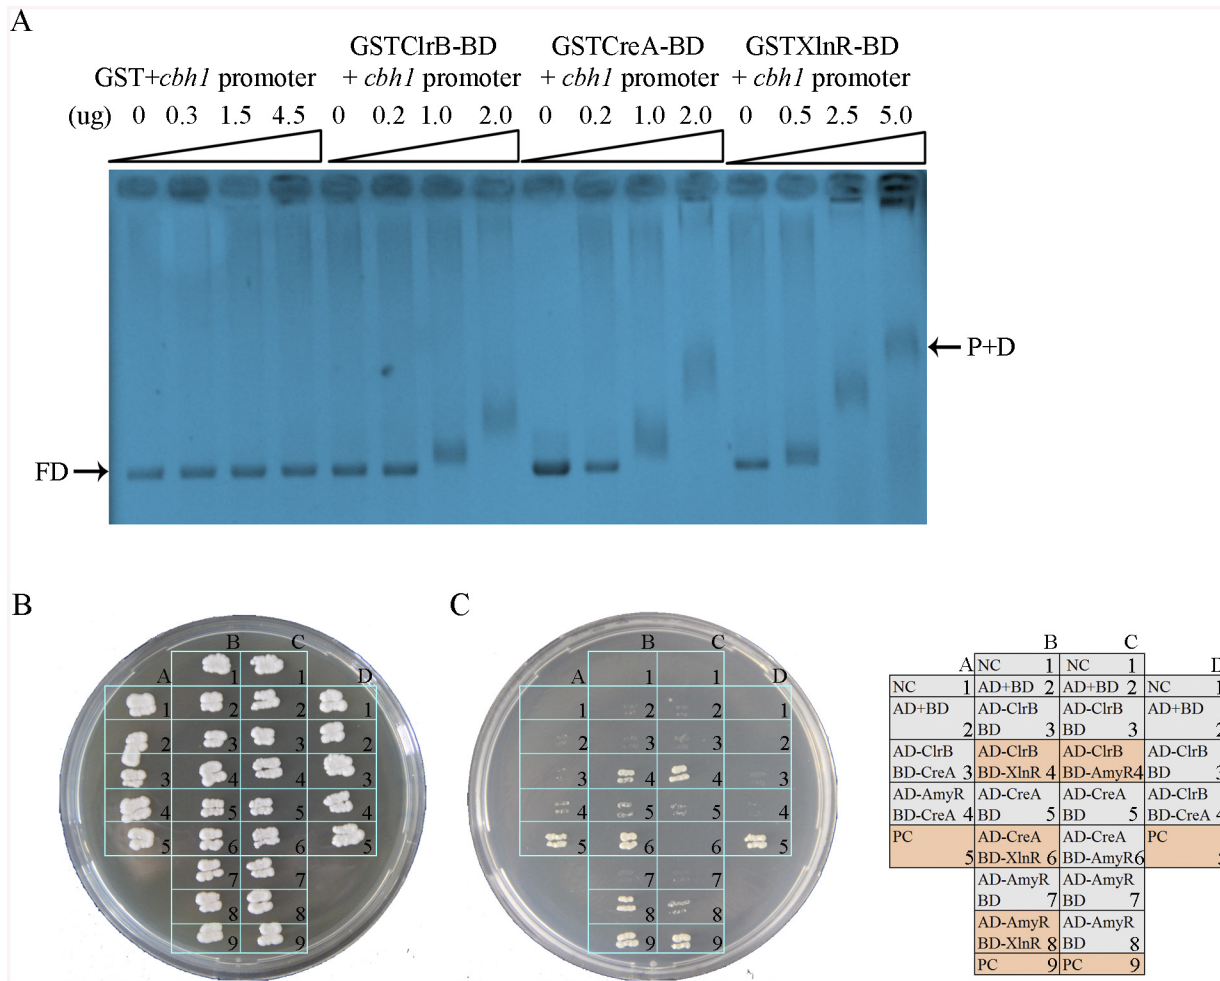 A
GSTClrB-BD GSTCreA-BD GSTXlnR-BD
GST+cbh1 promoter + cbh1 promoter + cbh1 promoter + cbh1 promoter
(ug) 0 0.3 1.5 4.5 0 0.2 1.0 2.0 0 0.2 1.0 2.0 0 0.5 2.5 5.0
P+D
FD
B
B C
A 1 1 D
1 2 2 1
2 3 3 2
3 4 4 3
4 5 5 4
5 6 6 5
7 7
8 8
9 9
C
B C
A 1 1 D
1 2 2 1
2 3 3 2
3 4 4 3
4 5 5 4
5 6 6 5
7 7
8 8
9 9
B C
A NC 1 NC 1 D
NC 1 AD+BD 2 AD+BD 2 NC 1
AD+BD AD-ClrB AD-ClrB AD+BD
2 BD 3 BD 3 2
AD-ClrB AD-ClrB AD-ClrB AD-ClrB
BD-CreA 3 BD-XlnR 4 BD-AmyR4 BD 3
AD-AmyR AD-CreA AD-CreA AD-ClrB
BD-CreA 4 BD 5 BD 5 BD-CreA 4
PC AD-CreA AD-CreA PC
5 BD-XlnR 6 BD-AmyR6 5
AD-AmyR AD-AmyR
BD 7 BD 7
AD-AmyR AD-AmyR
BD-XlnR 8 BD 8
PC 9 PC 9